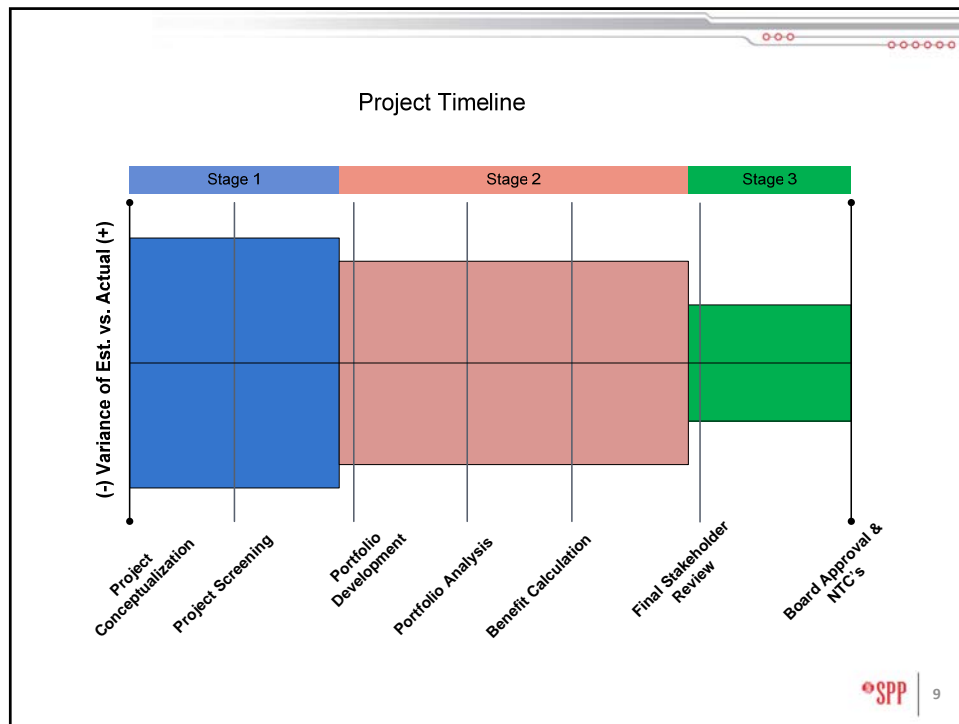 Project Timeline
Stage 1
Stage 2
Stage 3
(-) Variance of Est. vs. Actual (+)
Project
Conceptualization
Project Screening
Portfolio
Development
Portfolio Analysis
Benefit Calculation
Final Stakeholder
Review
Board Approval &
NTC's
SPP
9